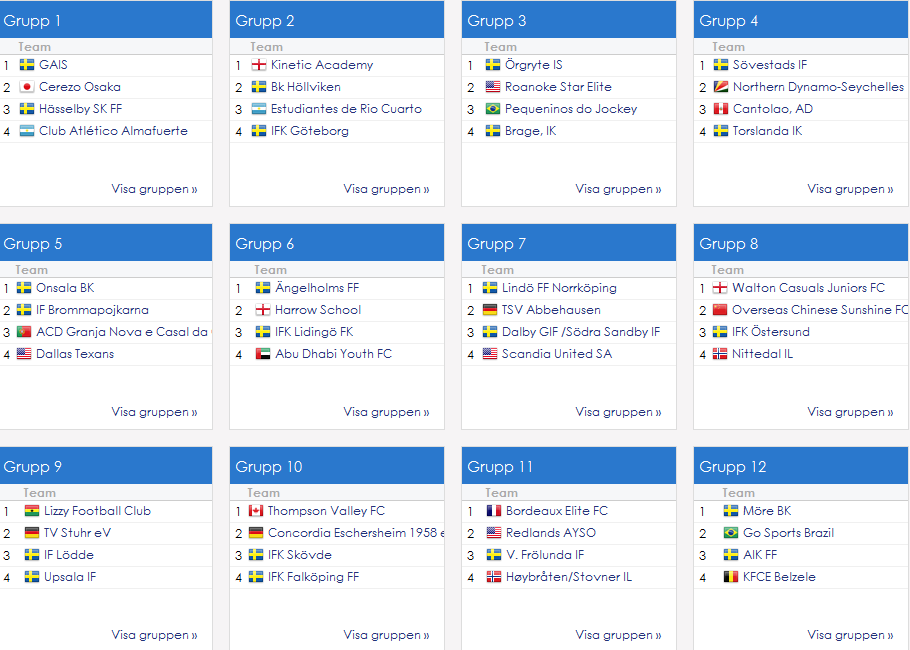 Grupp 1
Team
1 GAIS
2 Cerezo Osaka
3 Hässelby SK FF
4 Club Atlético Almafuerte
Visa gruppen »
Grupp 2
Team
1 Kinetic Academy
2 Bk Höllviken
3 Estudiantes de Rio Cuarto
4 IFK Göteborg
Visa gruppen »
Grupp 3
Team
1 Örgryte IS
2 Roanoke Star Elite
3 Pequeninos do Jockey
4 Brage, IK
Visa gruppen »
Grupp 4
Team
1 Sövestads IF
2 Northern Dynamo-Seychelles
3 Cantolao, AD
4 Torslanda IK
Visa gruppen »
Grupp 5
Team
1 Onsala BK
2 IF Brommapojkarna
3 ACD Granja Nova e Casal da
4 Dallas Texans
Visa gruppen »
Grupp 6
Team
1 Ängelholms FF
2 Harrow School
3 IFK Lidingö FK
4 Abu Dhabi Youth FC
Visa gruppen »
Grupp 7
Team
1 Lindö FF Norrköping
2 TSV Abbehausen
3 Dalby GIF /Södra Sandby IF
4 Scandia United SA
Visa gruppen »
Grupp 8
Team
1 Walton Casuals Juniors FC
2 Overseas Chinese Sunshine FC
3 IFK Östersund
4 Nittedal IL
Visa gruppen »
Grupp 9
Team
1 Lizzy Football Club
2 TV Stuhr eV
3 IF Lödde
4 Upsala IF
Visa gruppen »
Grupp 10
Team
1 Thompson Valley FC
2 Concordia Eschersheim 1958 e
3 IFK Skövde
4 IFK Falköping FF
Visa gruppen »
Grupp 11
Team
1 Bordeaux Elite FC
2 Redlands AYSO
3 V. Frölunda IF
4 Høybråten/Stovner IL
Visa gruppen »
Grupp 12
Team
1 Möre BK
2 Go Sports Brazil
3 AIK FF
4 KFCE Belzele
Visa gruppen »